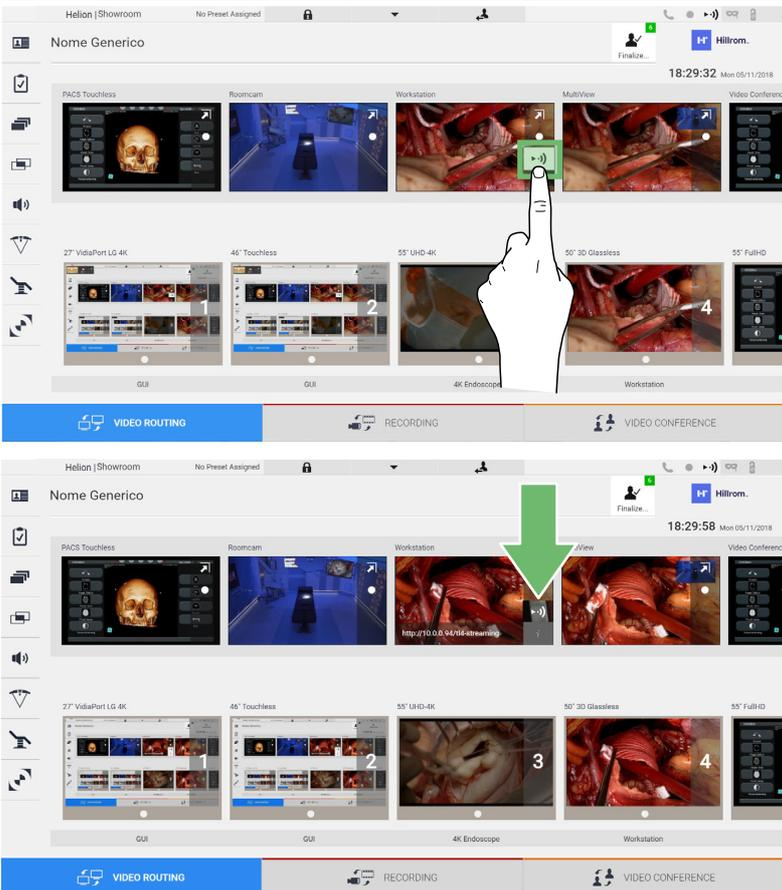 Helion | Showroom No Preset Assigned
6
Nome Generico
Finalize...
H-r Hillrom.
18:29:32 Mon 05/11/2018
PACS Touchless Roomcam Workstation MultiView Video Conferenc
27" VidiaPort LG 4K 46" Touchless 55" UHD-4K 50" 3D Glassless 55" FullHD
1 2 4
GUI GUI 4K Endoscope Workstation
VIDEO ROUTING RECORDING VIDEO CONFERENCE
Helion | Showroom No Preset Assigned
6
Nome Generico
Finalize...
H-r Hillrom.
18:29:58 Mon 05/11/2018
PACS Touchless Roomcam Workstation View Video Conferenc
http://10.0.0.94/tl4-streaming-
i
27" VidiaPort LG 4K 46" Touchless 55" UHD-4K 50" 3D Glassless 55" FullHD
1 2 3 4
GUI GUI 4K Endoscope Workstation
VIDEO ROUTING RECORDING VIDEO CONFERENCE